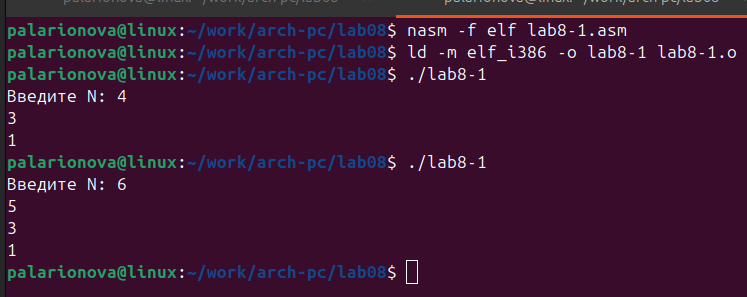 palarionova@linux:~/work/arch-pc/lab08$ nasm -f elf lab8-1.asm
palarionova@linux:~/work/arch-pc/lab08$ ld -m elf_i386 -o lab8-1 lab8-1.o
palarionova@linux:~/work/arch-pc/lab08$ ./lab8-1
Введите N: 4
3
1
palarionova@linux:~/work/arch-pc/lab08$ ./lab8-1
Введите N: 6
5
3
1
palarionova@linux:~/work/arch-pc/lab08$